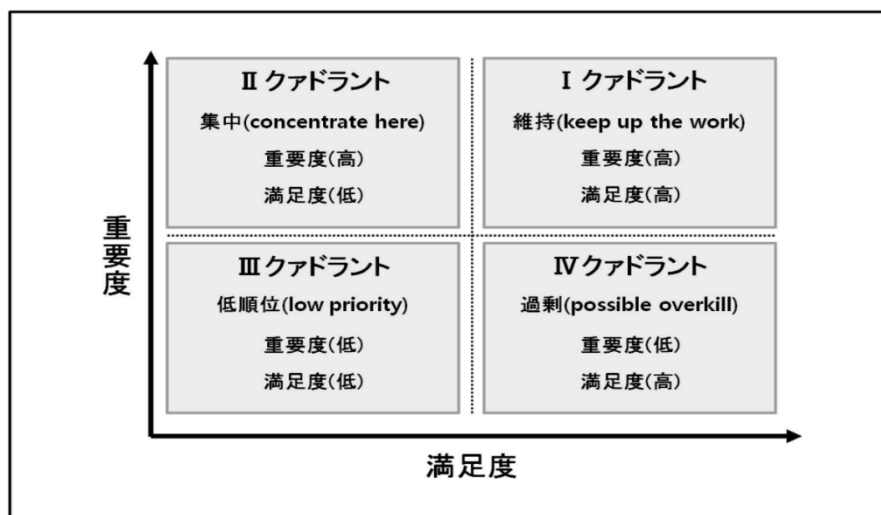 Ⅱ クァドラント
集中(concentrate here)
重要度(高)
満足度(低)
Ⅰ クァドラント
維持(keep up the work)
重要度(高)
満足度(高)
重要度
Ⅲ クァドラント
低順位(low priority)
重要度(低)
満足度(低)
Ⅳ クァドラント
過剰(possible overkill)
重要度(低)
満足度(高)
満足度